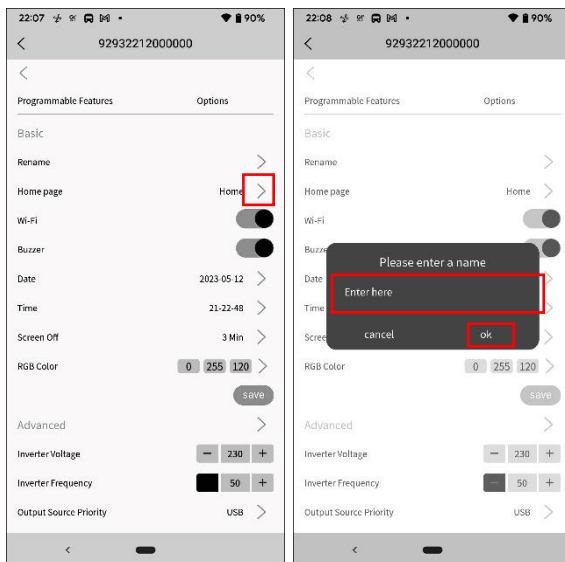 22:07 90%
92932212000000
Programmable Features Options
Basic
Rename
Home page Home
Wi-Fi
Buzzer
Date 2023-05-12
Time 21-22-48
Screen Off 3 Min
RGB Color 0 255 120
save
Advanced
Inverter Voltage − 230 +
Inverter Frequency 50 +
Output Source Priority USB
22:08 90%
92932212000000
Programmable Features Options
Basic
Rename
Home page Home
Wi-Fi
Buzze
Please enter a name
Date
Enter here
Time
Scree
cancel ok
RGB Color 0 255 120
save
Advanced
Inverter Voltage − 230 +
Inverter Frequency − 50 +
Output Source Priority USB